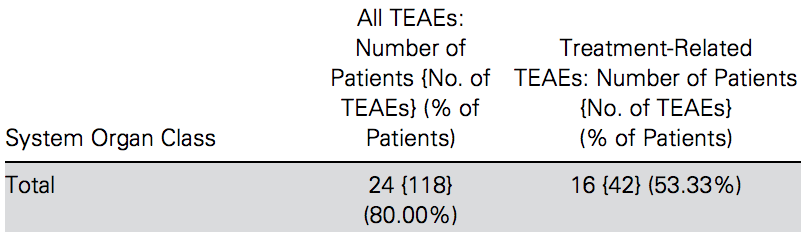 All TEAEs:
Number of
Patients {No. of
TEAEs} (% of
Patients)
Treatment-Related
TEAEs: Number of Patients
{No. of TEAEs}
(% of Patients)
System Organ Class
Total
24 {118}
(80.00%)
16 {42} (53.33%)